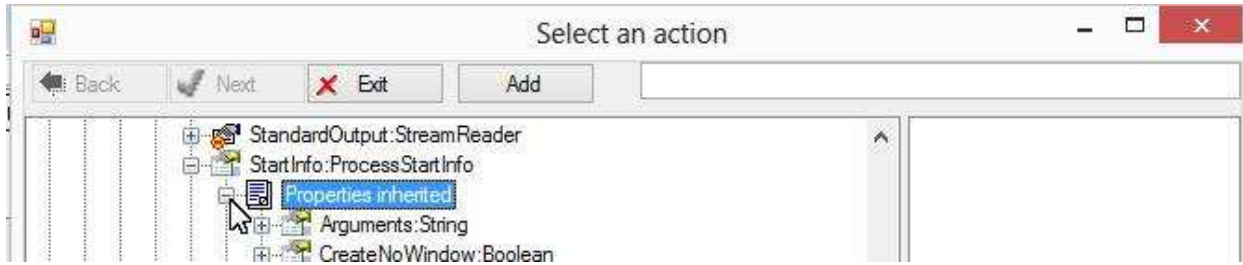 Select an action
Back Next Exit Add
StandardOutput:StreamReader
StartInfo:ProcessStartInfo
Properties inherited
Arguments:String
CreateNoWindow:Boolean